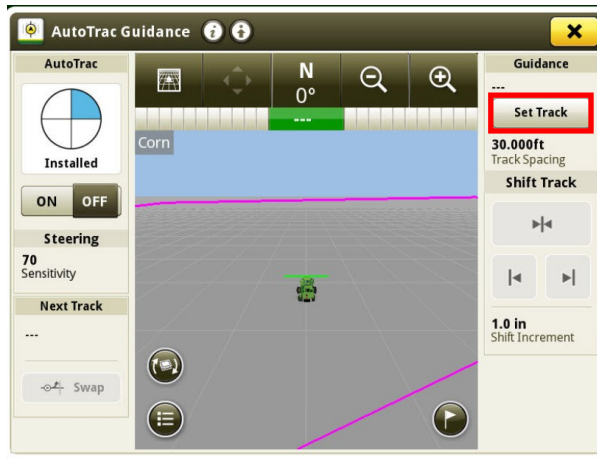 AutoTrac Guidance
AutoTrac
Installed
ON OFF
Steering
70
Sensitivity
Next Track
---
Swap
N
0°
---
Corn
Guidance
---
Set Track
30.000ft
Track Spacing
Shift Track
1.0 in
Shift Increment